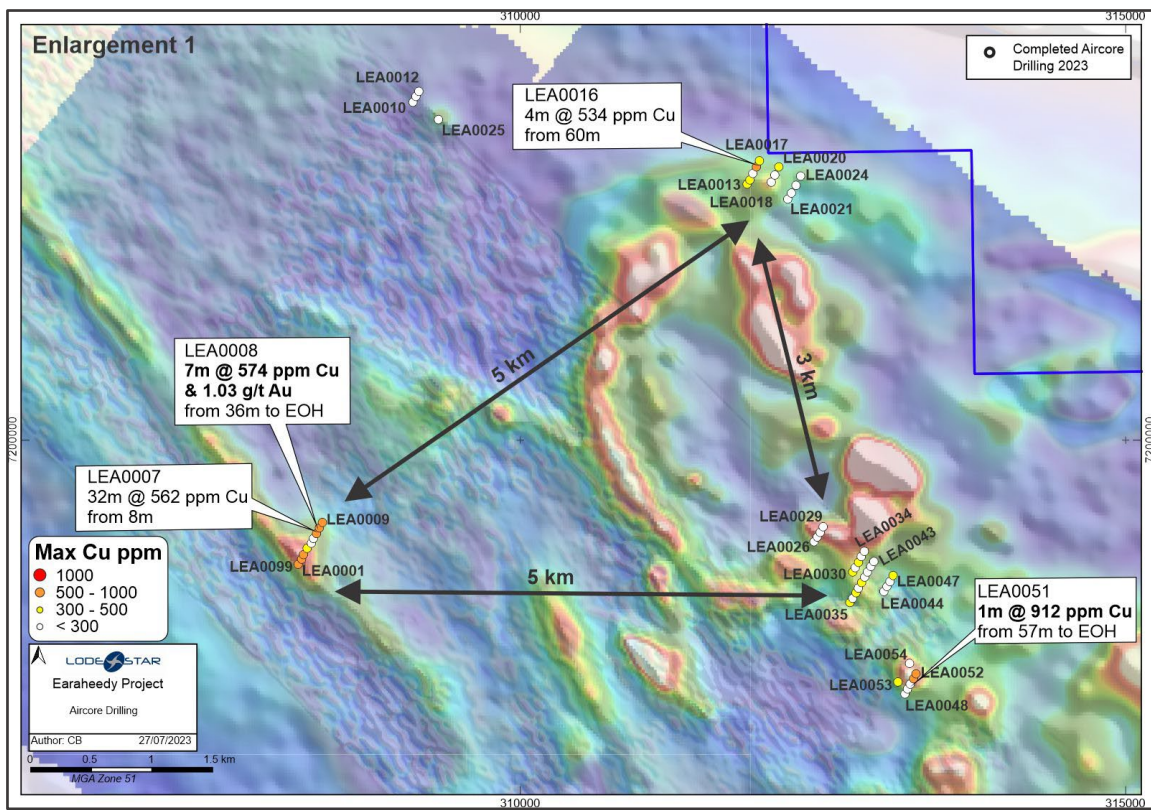 310000
315000
Enlargement 1
Completed Aircore
Drilling 2023
LEA0012
LEA0010
LEA0025
LEA0016
4m @ 534 ppm Cu
from 60m
LEA0017
LEA0020
LEA0024
LEA0013
LEA0018
LEA0021
5 km
3 km
LEA0008
7m @ 574 ppm Cu
& 1.03 g/t Au
from 36m to EOH
7200000
7200000
LEA0007
32m @ 562 ppm Cu
from 8m
LEA0009
LEA0099
LEA0001
LEA0029
LEA0034
LEA0043
LEA0026
LEA0030
LEA0047
LEA0044
LEA0035
5 km
LEA0051
1m @ 912 ppm Cu
from 57m to EOH
LEA0054
LEA0052
LEA0053
LEA0048
Max Cu ppm
1000
500 - 1000
300 - 500
< 300
LODESTAR
Earaheedy Project
Aircore Drilling
Author: CB 27/07/2023
0 0.5 1 1.5 km
MGA Zone 51
310000
315000